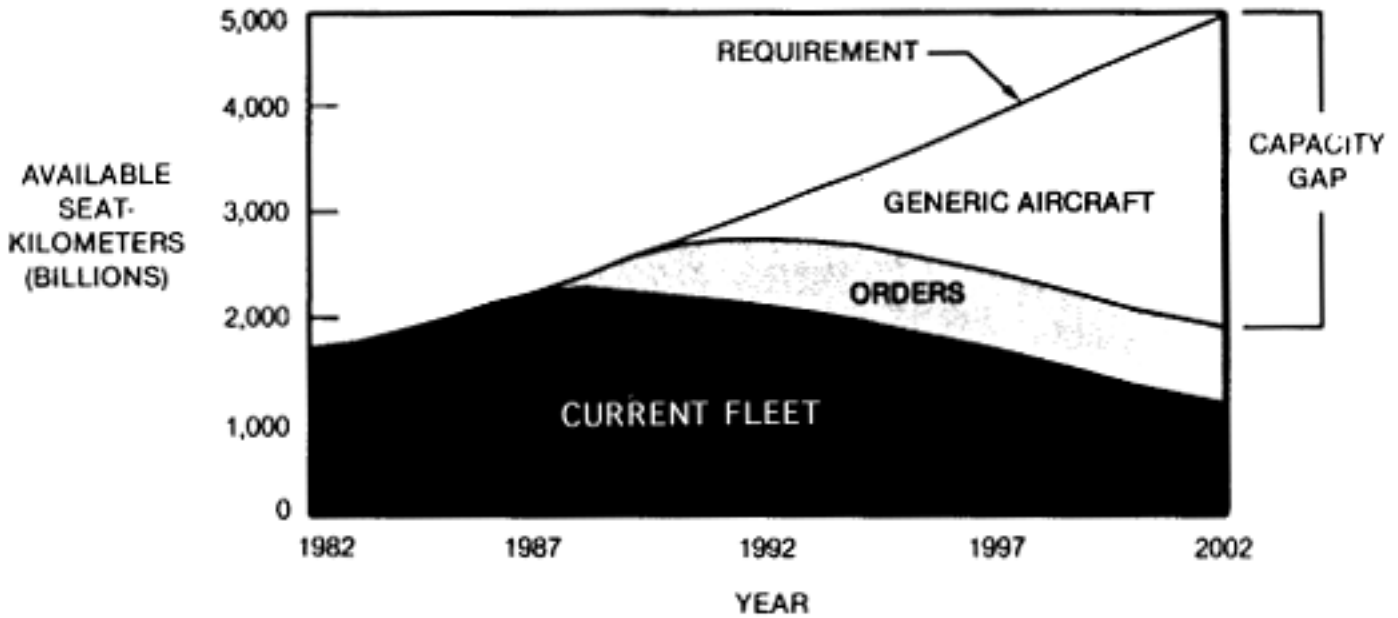 5,000
REQUIREMENT
4,000
CAPACITY
GAP
AVAILABLE
SEAT-
KILOMETERS
(BILLIONS)
3,000
GENERIC AIRCRAFT
ORDERS
2,000
CURRENT FLEET
1,000
0
1982 1987 1992 1997 2002
YEAR